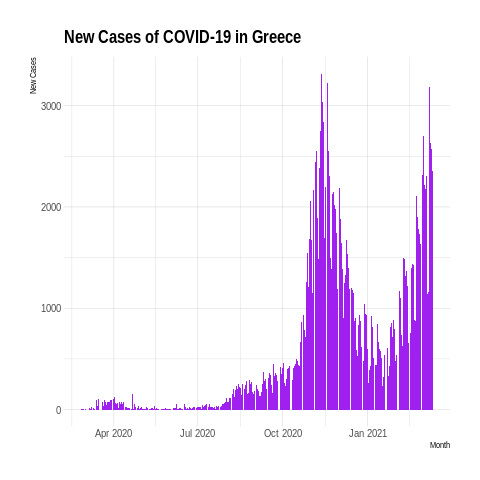 New Cases of COVID-19 in Greece
New Cases
3000
2000
1000
0
Apr 2020 Jul 2020 Oct 2020 Jan 2021
Month